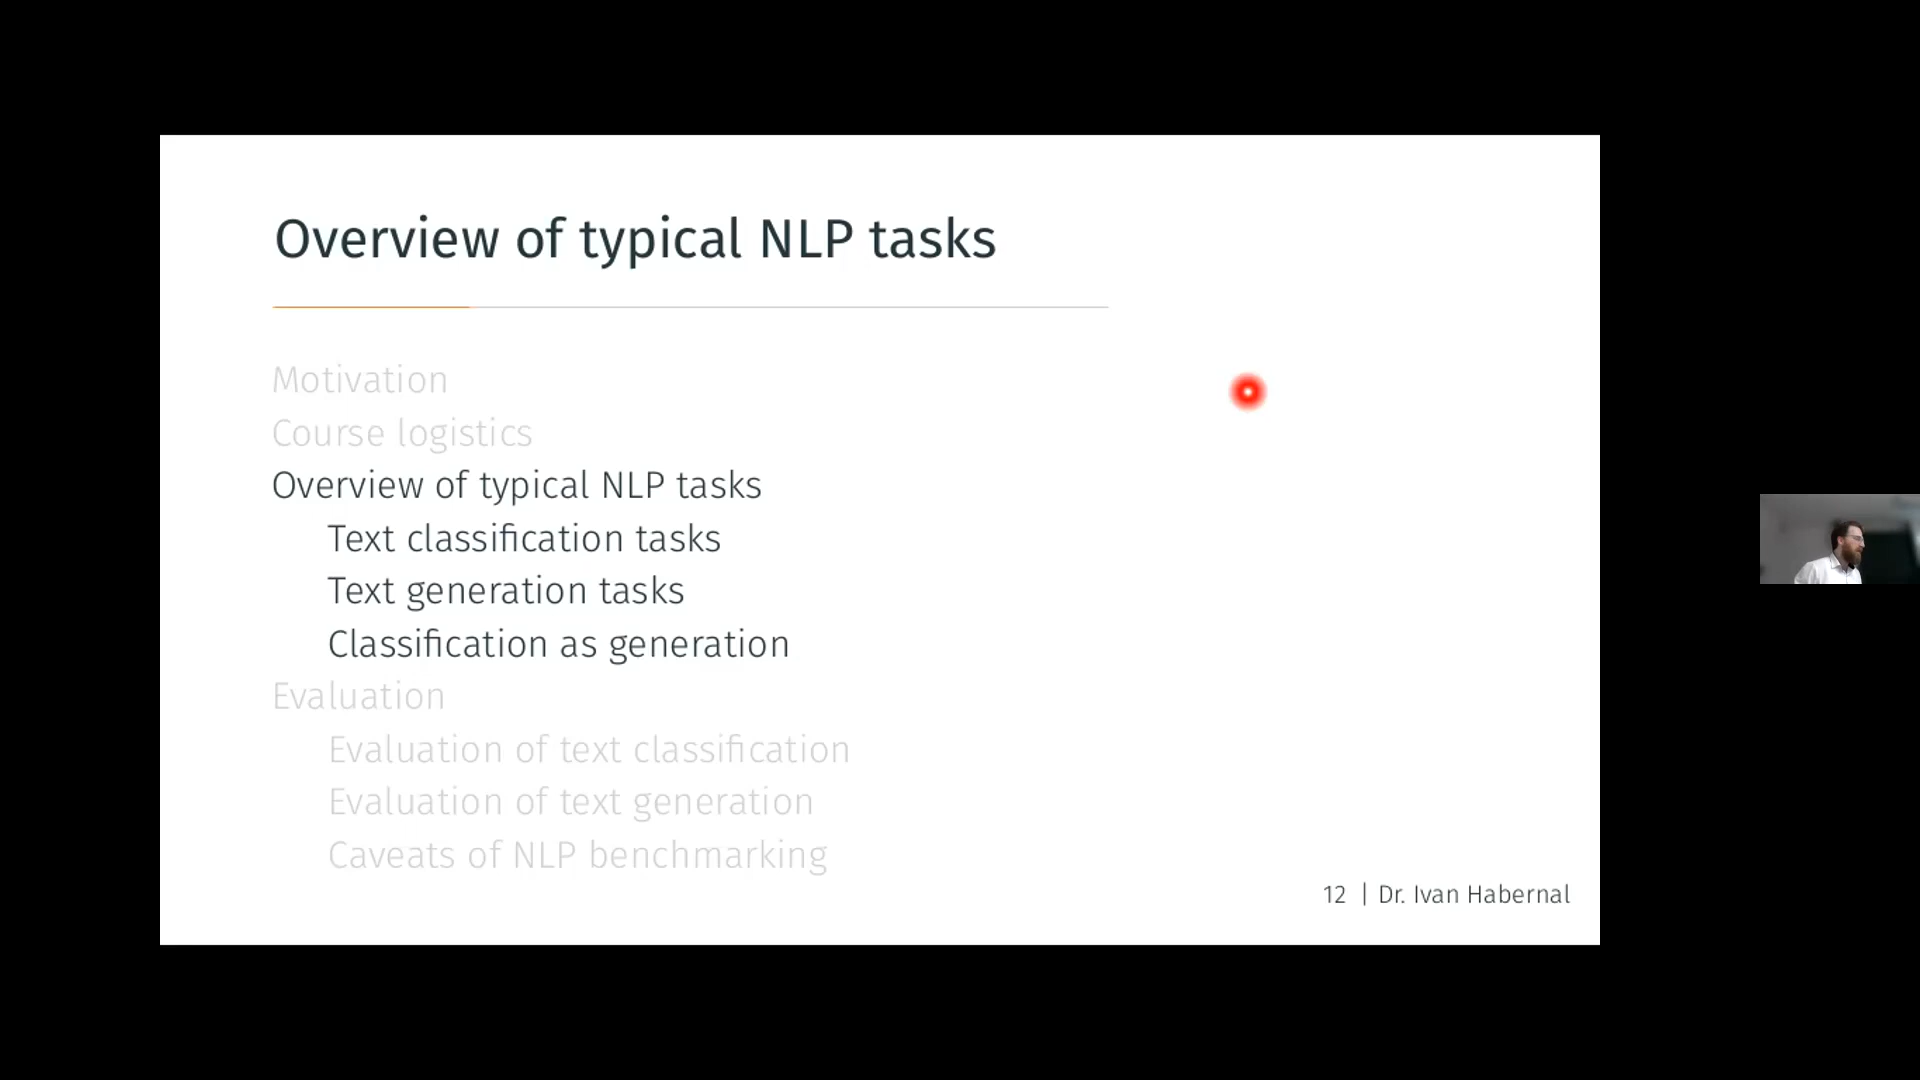 Overview of typical NLP tasks
Motivation
Course logistics
Overview of typical NLP tasks
Text classification tasks
Text generation tasks
Classification as generation
Evaluation
Evaluation of text classification
Evaluation of text generation
Caveats of NLP benchmarking
12 | Dr. Ivan Habernal